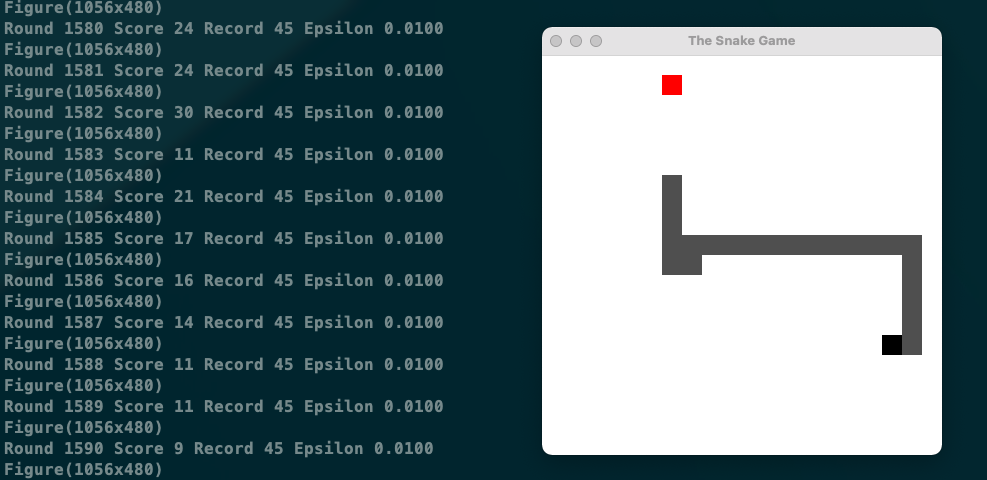 Figure(1056x480)
Round 1580 Score 24 Record 45 Epsilon 0.0100
Figure(1056x480)
Round 1581 Score 24 Record 45 Epsilon 0.0100
Figure(1056x480)
Round 1582 Score 30 Record 45 Epsilon 0.0100
Figure(1056x480)
Round 1583 Score 11 Record 45 Epsilon 0.0100
Figure(1056x480)
Round 1584 Score 21 Record 45 Epsilon 0.0100
Figure(1056x480)
Round 1585 Score 17 Record 45 Epsilon 0.0100
Figure(1056x480)
Round 1586 Score 16 Record 45 Epsilon 0.0100
Figure(1056x480)
Round 1587 Score 14 Record 45 Epsilon 0.0100
Figure(1056x480)
Round 1588 Score 11 Record 45 Epsilon 0.0100
Figure(1056x480)
Round 1589 Score 11 Record 45 Epsilon 0.0100
Figure(1056x480)
Round 1590 Score 9 Record 45 Epsilon 0.0100
Figure(1056x480)
The Snake Game